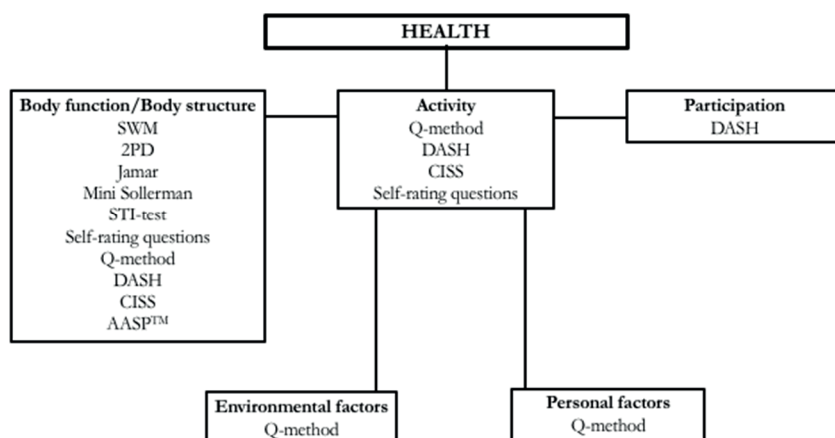 HEALTH
Body function/Body structure
SWM
2PD
Jamar
Mini Sollerman
STI-test
Self-rating questions
Q-method
DASH
CISS
AASP™
Activity
Q-method
DASH
CISS
Self-rating questions
Participation
DASH
Environmental factors
Q-method
Personal factors
Q-method